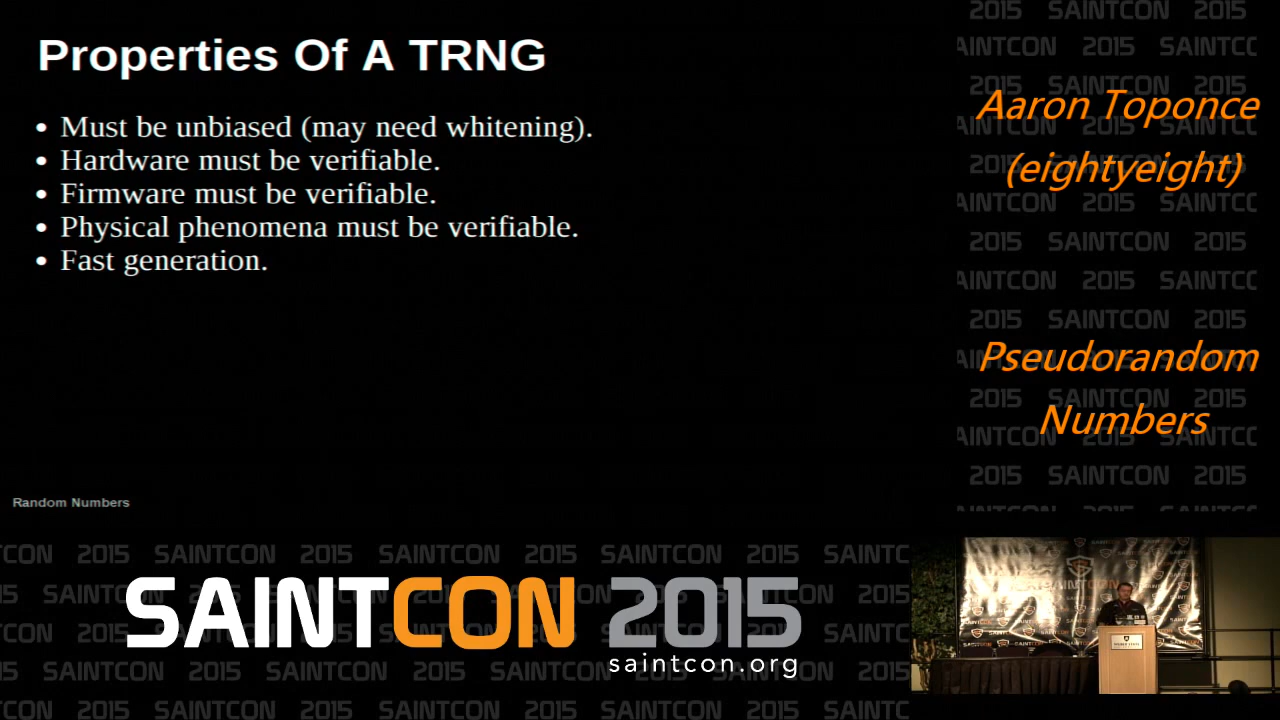 Properties Of A TRNG
• Must be unbiased (may need whitening).
• Hardware must be verifiable.
• Firmware must be verifiable.
• Physical phenomena must be verifiable.
• Fast generation.
Random Numbers
Aaron Toponce
(eightyeight)
Pseudorandom
Numbers
SAINTCON 2015
saintcon.org